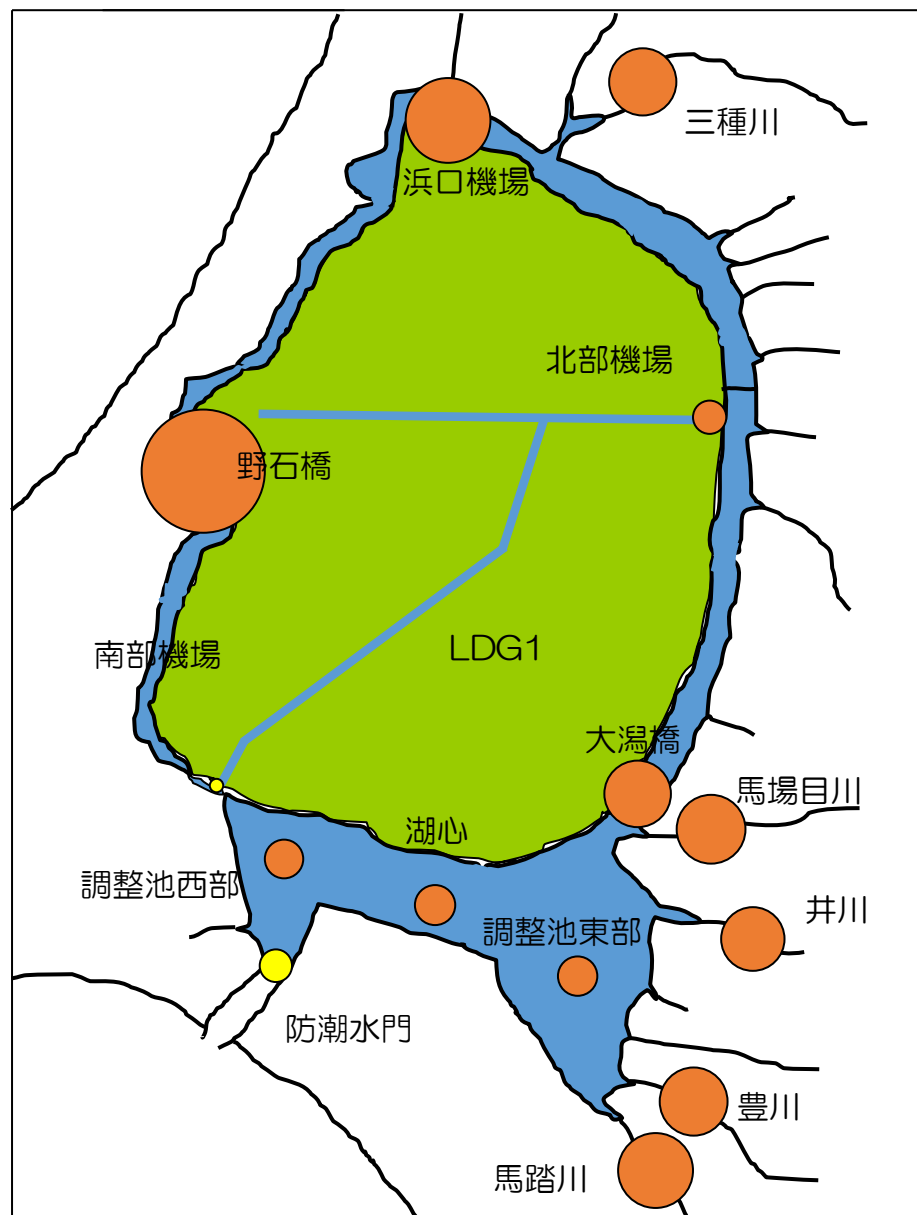 三種川
浜口機場
北部機場
野石橋
南部機場
LDG1
大潟橋
馬場目川
湖心
調整池西部
井川
調整池東部
防潮水門
豊川
馬踏川